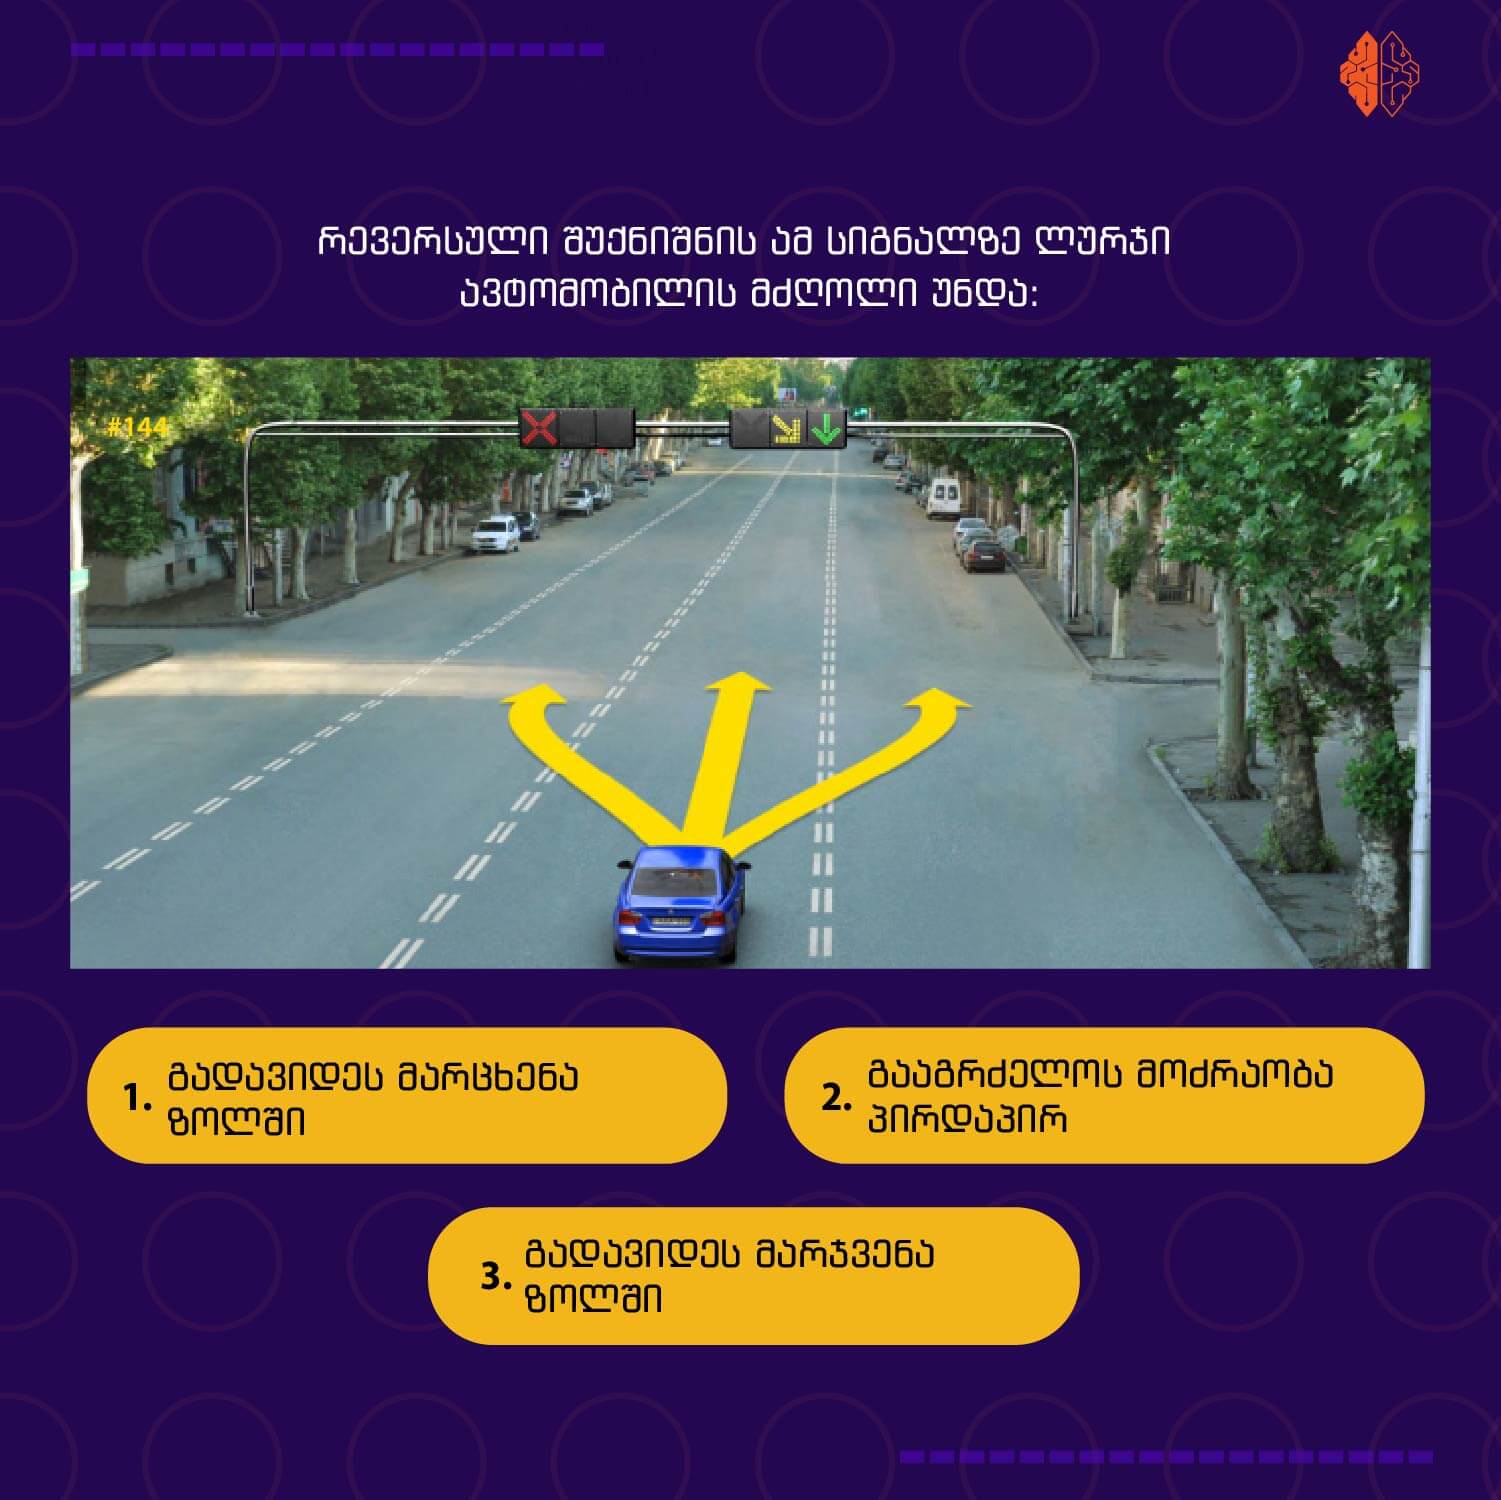 რევერსული შუქნიშნის ამ სიგნალზე ლურჯი
ავტომობილის მძღოლი უნდა:
#144
1. გადავიდეს მარცხენა
ზოლში
2. გააგრძელოს მოძრაობა
პირდაპირ
3. გადავიდეს მარჯვენა
ზოლში